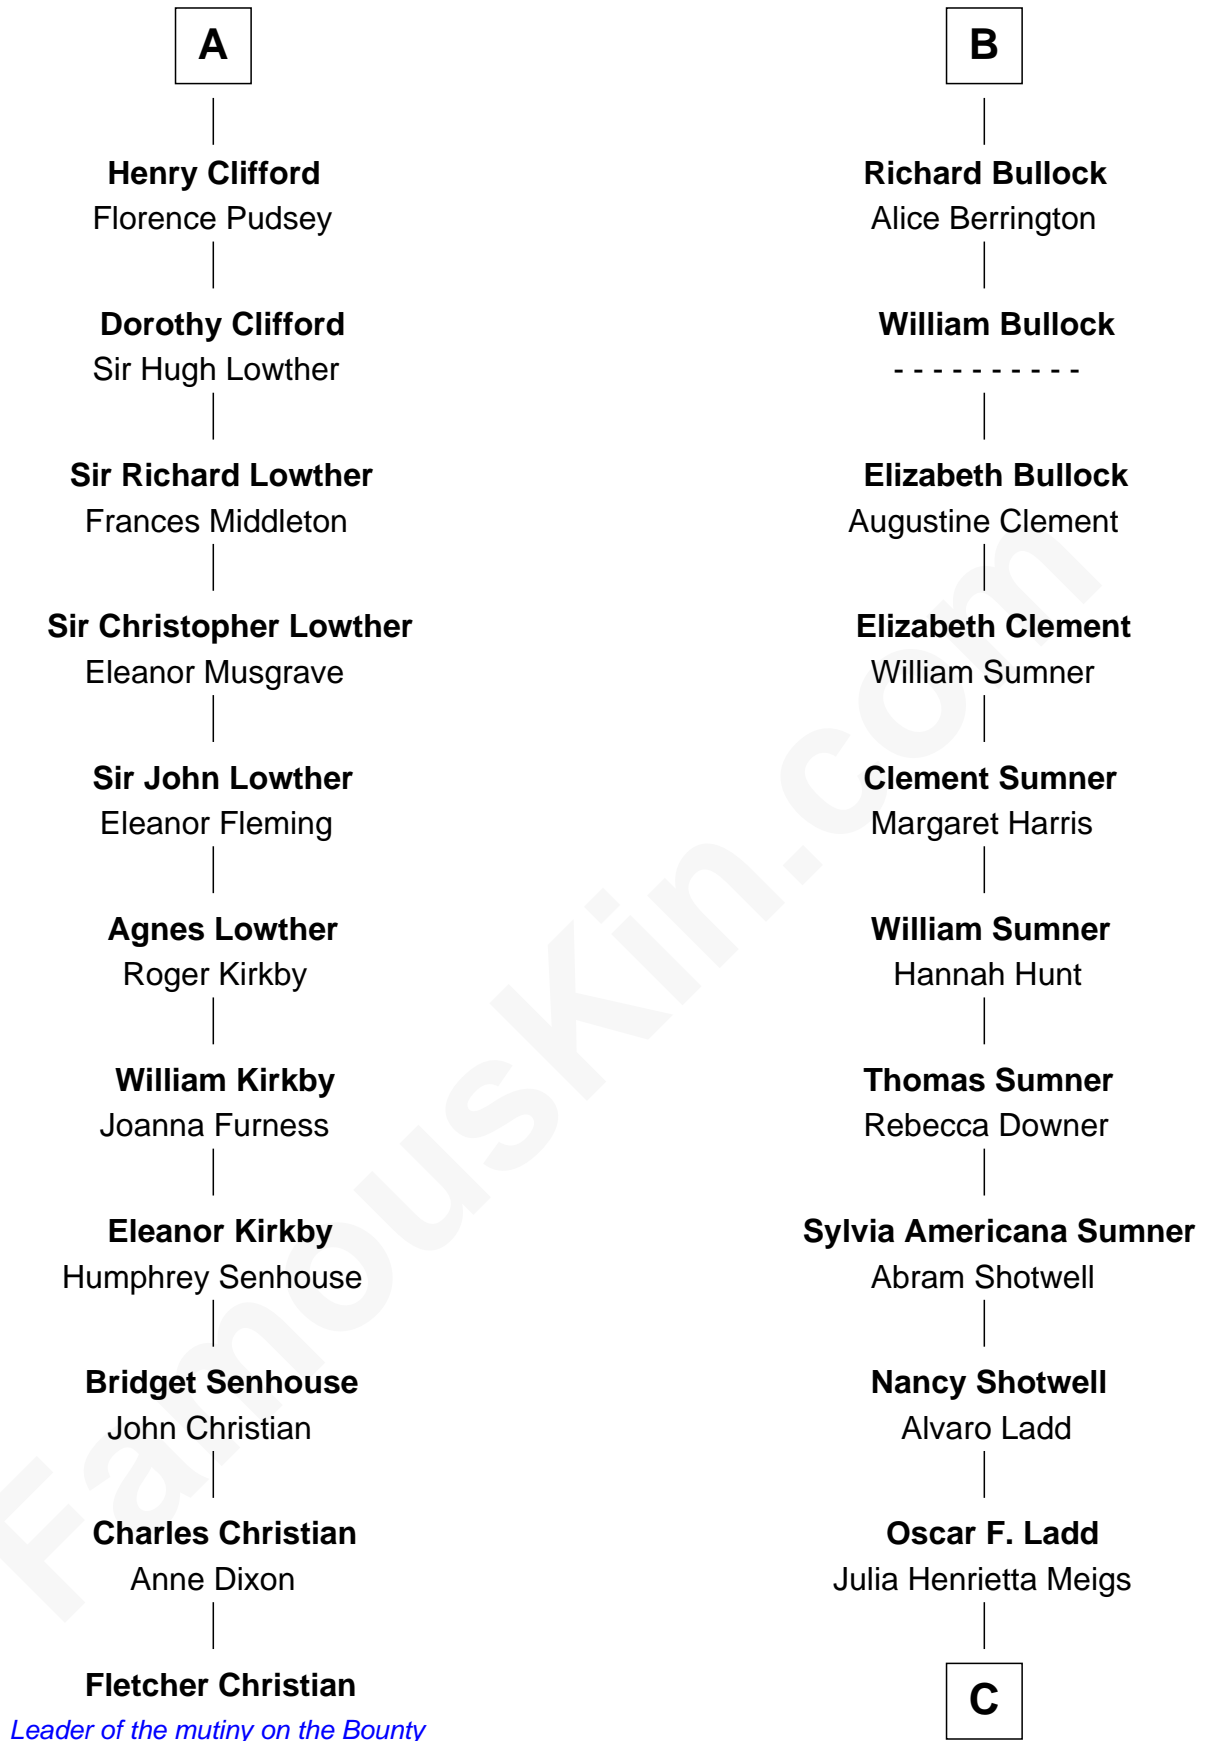 A
Henry Clifford
Florence Pudsey
Dorothy Clifford
Sir Hugh Lowther
Sir Richard Lowther
Frances Middleton
Sir Christopher Lowther
Eleanor Musgrave
Sir John Lowther
Eleanor Fleming
Agnes Lowther
Roger Kirkby
William Kirkby
Joanna Furness
Eleanor Kirkby
Humphrey Senhouse
Bridget Senhouse
John Christian
Charles Christian
Anne Dixon
Fletcher Christian
Leader of the mutiny on the Bounty
B
Richard Bullock
Alice Berrington
William Bullock
- - - - - - - - - -
Elizabeth Bullock
Augustine Clement
Elizabeth Clement
William Sumner
Clement Sumner
Margaret Harris
William Sumner
Hannah Hunt
Thomas Sumner
Rebecca Downer
Sylvia Americana Sumner
Abram Shotwell
Nancy Shotwell
Alvaro Ladd
Oscar F. Ladd
Julia Henrietta Meigs
C
FamousKin.com